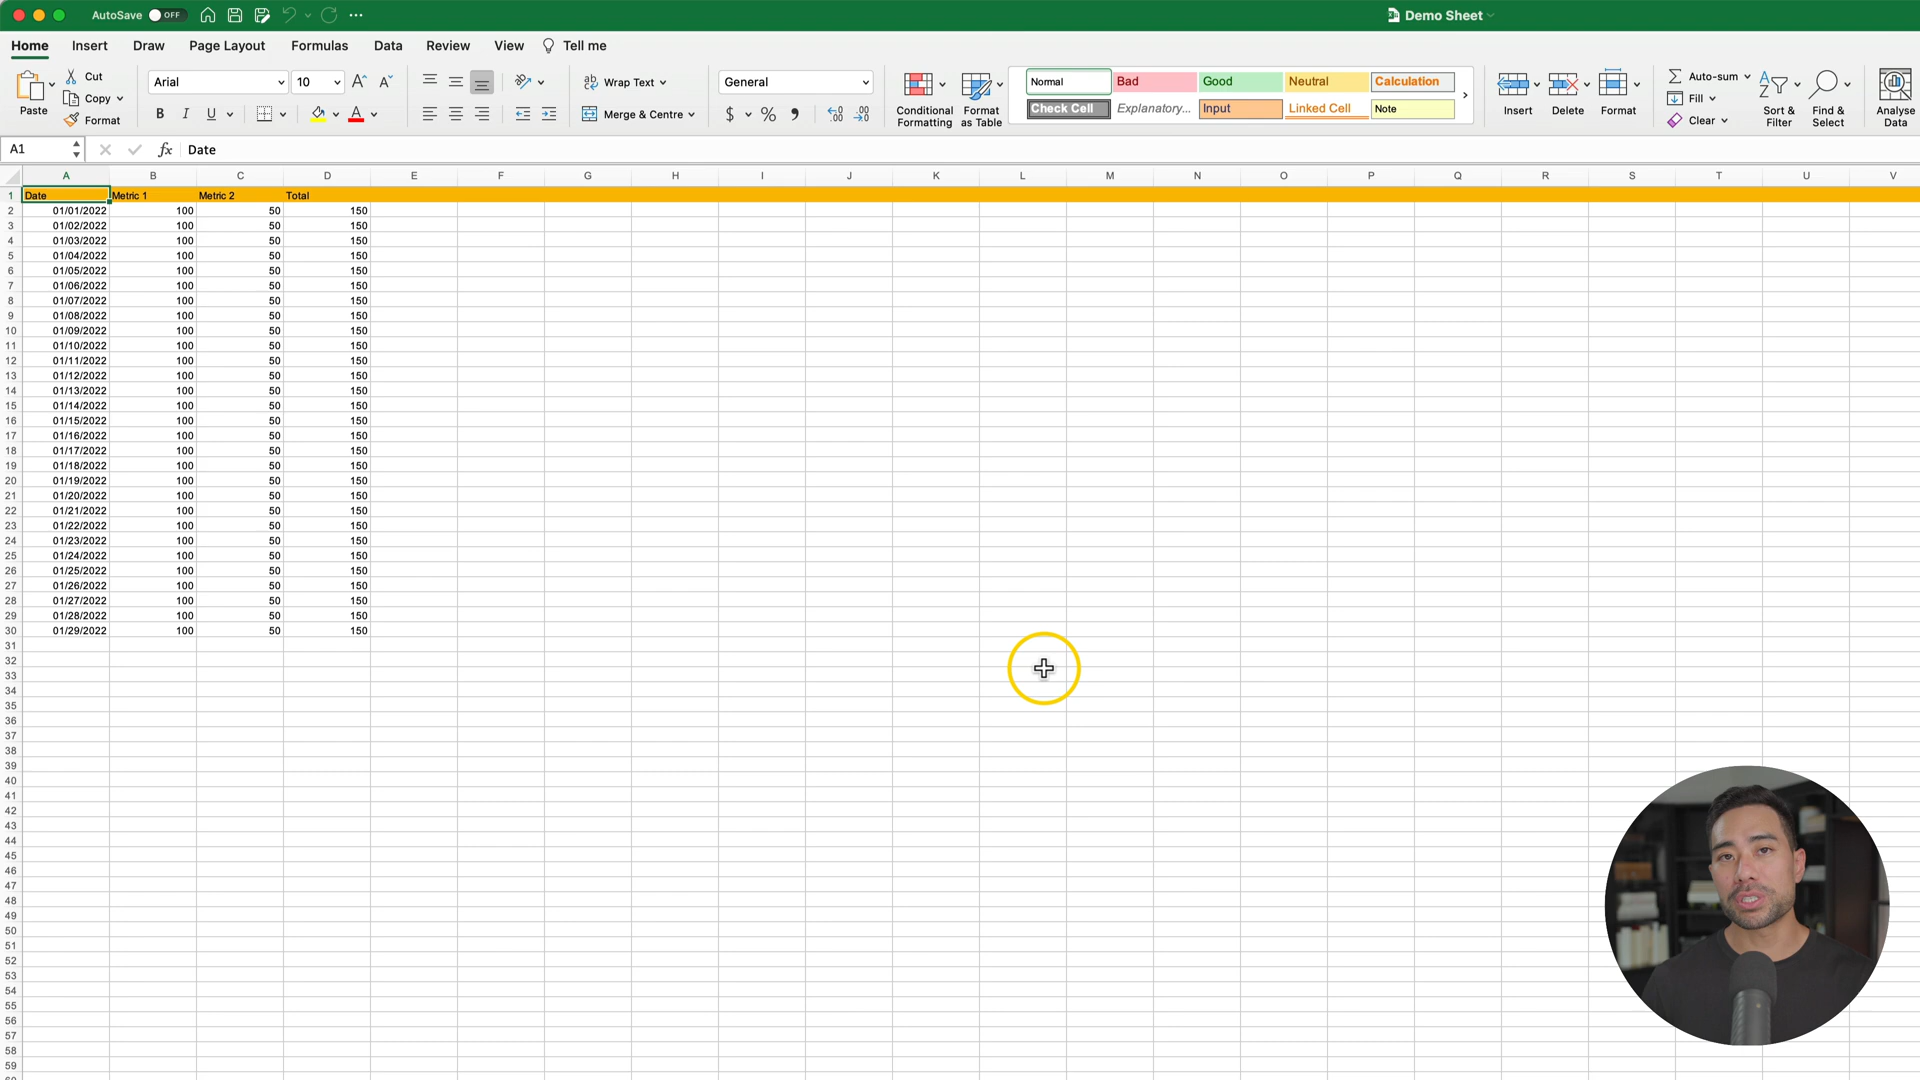 AutoSave OFF Demo Sheet
Home Insert Draw Page Layout Formulas Data Review View Tell me
Paste Cut Copy Format
Arial 10
B I U A
Wrap Text
Merge & Centre
General
$ %
Conditional Formatting
Format as Table
Normal Bad Good Neutral Calculation
Check Cell Explanatory... Input Linked Cell Note
Insert Delete Format
Auto-sum
Fill
Clear
Sort & Filter
Find & Select
Analyse Data
A1 fx Date
A B C D E F G H I J K L M N O P Q R S T U V
1 Date Metric 1 Metric 2 Total
2 01/01/2022 100 50 150
3 01/02/2022 100 50 150
4 01/03/2022 100 50 150
5 01/04/2022 100 50 150
6 01/05/2022 100 50 150
7 01/06/2022 100 50 150
8 01/07/2022 100 50 150
9 01/08/2022 100 50 150
10 01/09/2022 100 50 150
11 01/10/2022 100 50 150
12 01/11/2022 100 50 150
13 01/12/2022 100 50 150
14 01/13/2022 100 50 150
15 01/14/2022 100 50 150
16 01/15/2022 100 50 150
17 01/16/2022 100 50 150
18 01/17/2022 100 50 150
19 01/18/2022 100 50 150
20 01/19/2022 100 50 150
21 01/20/2022 100 50 150
22 01/21/2022 100 50 150
23 01/22/2022 100 50 150
24 01/23/2022 100 50 150
25 01/24/2022 100 50 150
26 01/25/2022 100 50 150
27 01/26/2022 100 50 150
28 01/27/2022 100 50 150
29 01/28/2022 100 50 150
30 01/29/2022 100 50 150
31
32
33
34
35
36
37
38
39
40
41
42
43
44
45
46
47
48
49
50
51
52
53
54
55
56
57
58
59